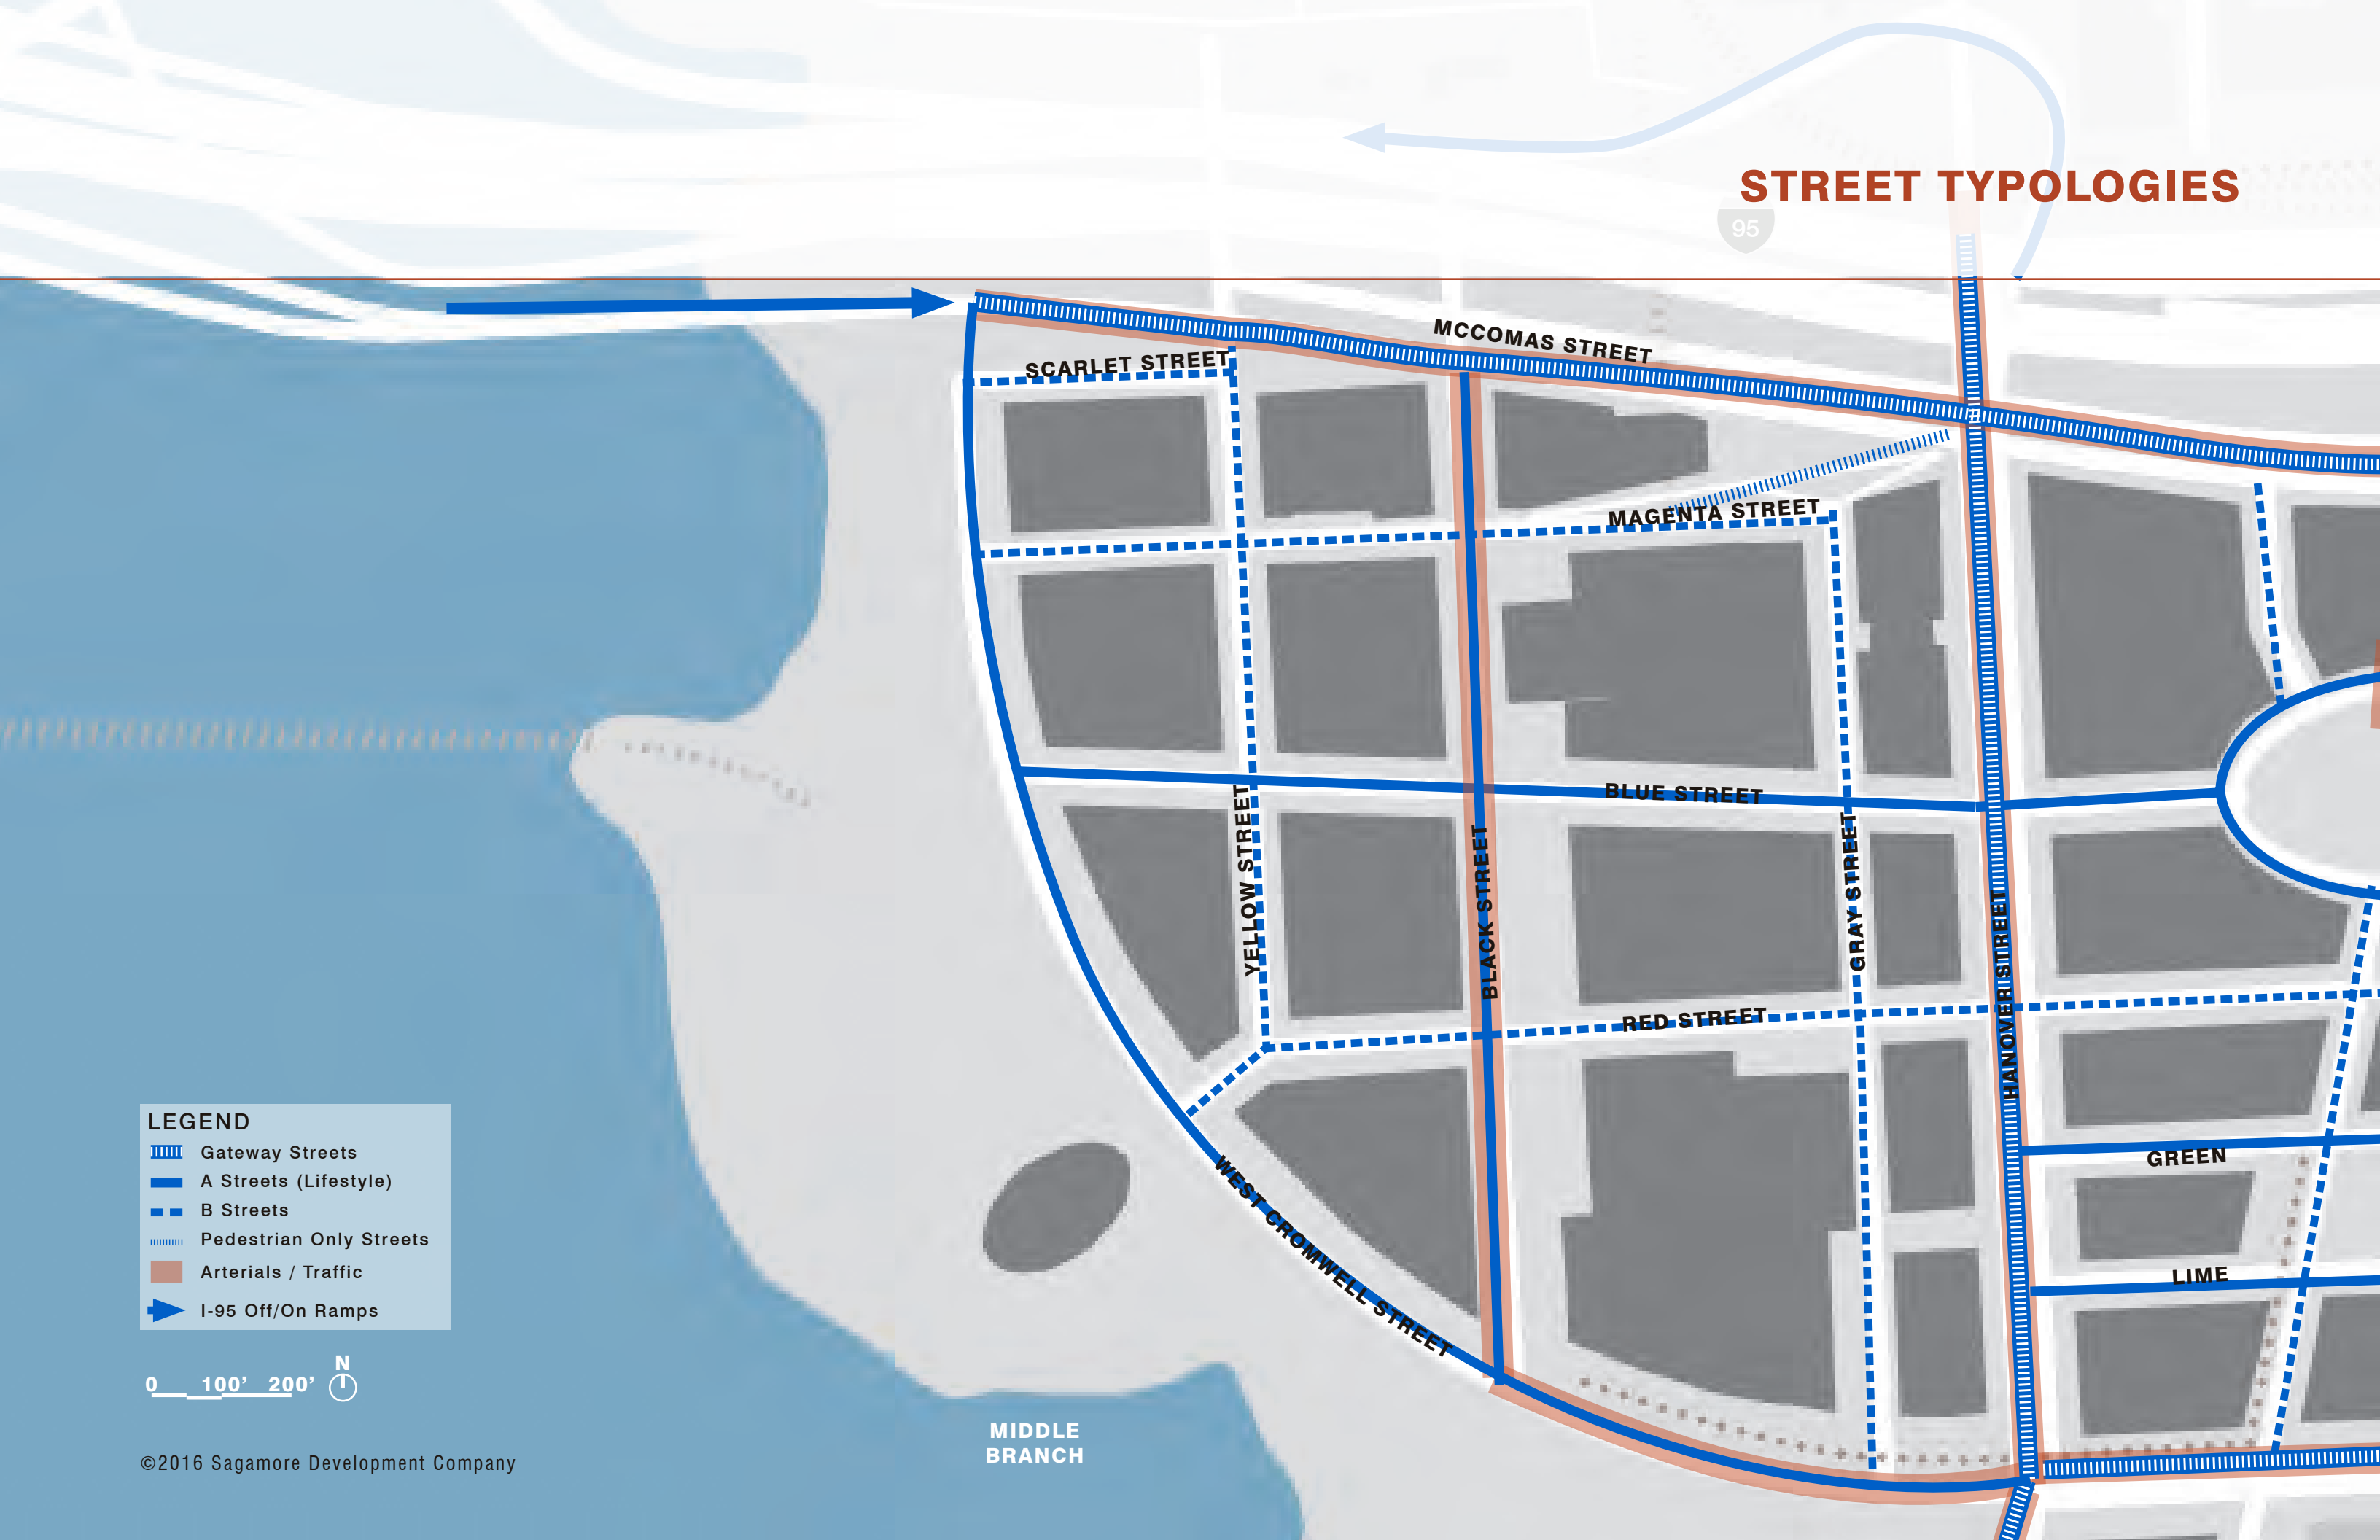 STREET TYPOLOGIES
95
MCCOMAS STREET
SCARLET STREET
MAGENTA STREET
BLUE STREET
YELLOW STREET
BLACK STREET
GRAY STREET
HANOVER STREET
RED STREET
GREEN
WEST CROMWELL STREET
LIME
LEGEND
Gateway Streets
A Streets (Lifestyle)
B Streets
Pedestrian Only Streets
Arterials / Traffic
I-95 Off/On Ramps
N
0 100’ 200’
MIDDLE
BRANCH
©2016 Sagamore Development Company